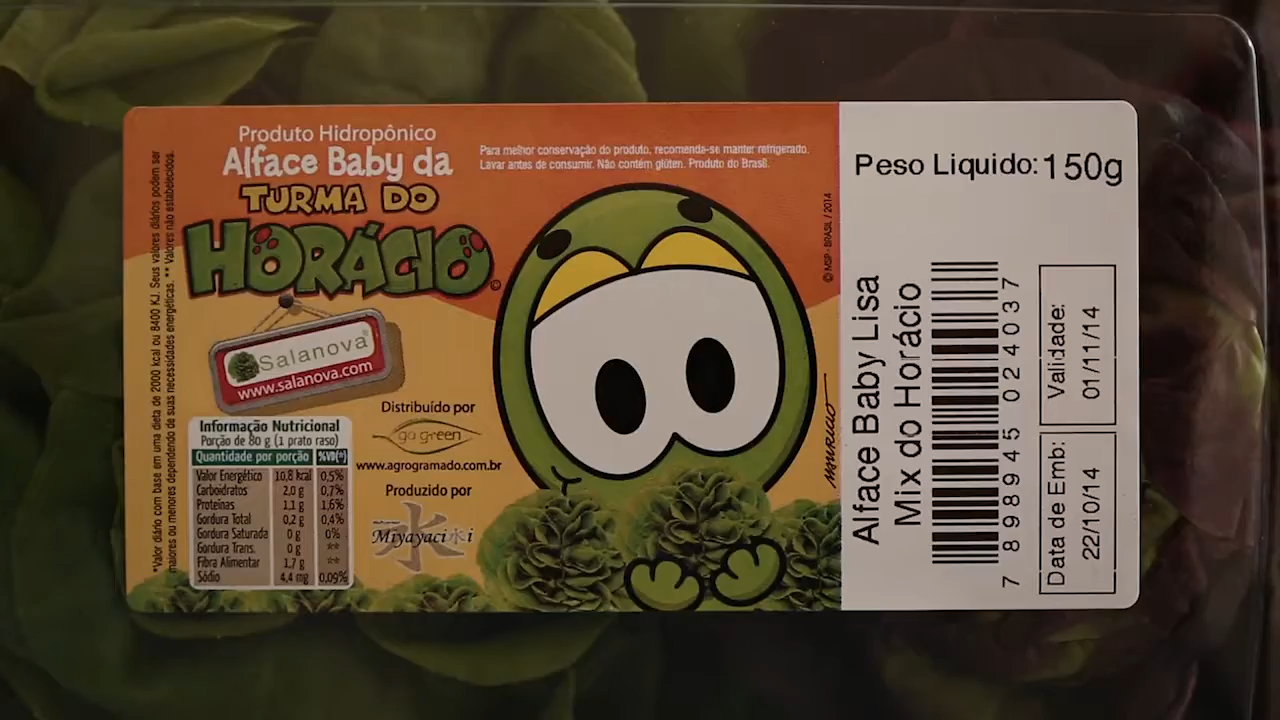 Produto Hidropônico
Alface Baby da
TURMA DO
HORÁCIO
©
Para melhor conservação do produto, recomenda-se manter refrigerado.
Lavar antes de consumir. Não contém glúten. Produto do Brasil.
*Valor diário com base em uma dieta de 2000 kcal ou 8400 KJ. Seus valores diários podem ser
maiores ou menores dependendo de suas necessidades energéticas. ** Valores não estabelecidos.
Salanova®
www.salanova.com
Informação Nutricional
Porção de 80 g (1 prato raso)
Quantidade por porção %VD(*)
Valor Energético 10,8 kcal 0,5%
Carboidratos 2,0 g 0,7%
Proteínas 1,1 g 1,6%
Gordura Total 0,2 g 0,4%
Gordura Saturada 0 g 0%
Gordura Trans. 0 g **
Fibra Alimentar 1,7 g **
Sódio 4,4 mg 0,09%
Distribuído por
go green
www.agrogramado.com.br
Produzido por
Miyayaciki
© MSP - BRASIL / 2014
MAURICIO
Peso Liquido: 150g
Alface Baby Lisa
Mix do Horácio
7 898945 024037
Validade:
01/11/14
Data de Emb:
22/10/14